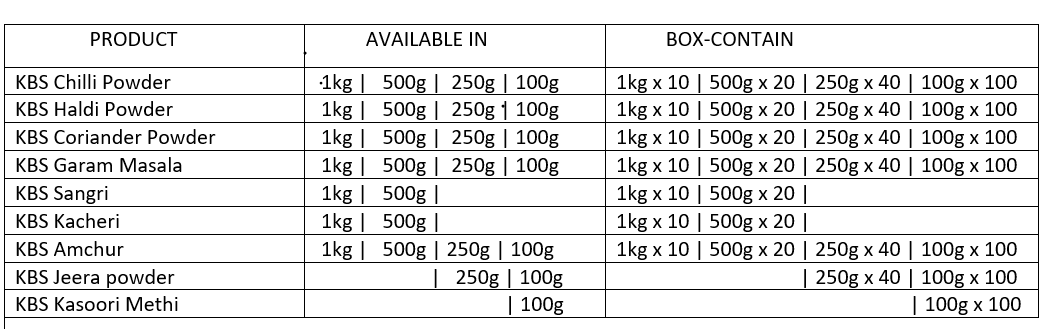 PRODUCT AVAILABLE IN BOX-CONTAIN
KBS Chilli Powder 1kg | 500g | 250g | 100g 1kg x 10 | 500g x 20 | 250g x 40 | 100g x 100
KBS Haldi Powder 1kg | 500g | 250g | 100g 1kg x 10 | 500g x 20 | 250g x 40 | 100g x 100
KBS Coriander Powder 1kg | 500g | 250g | 100g 1kg x 10 | 500g x 20 | 250g x 40 | 100g x 100
KBS Garam Masala 1kg | 500g | 250g | 100g 1kg x 10 | 500g x 20 | 250g x 40 | 100g x 100
KBS Sangri 1kg | 500g | 1kg x 10 | 500g x 20 |
KBS Kacheri 1kg | 500g | 1kg x 10 | 500g x 20 |
KBS Amchur 1kg | 500g | 250g | 100g 1kg x 10 | 500g x 20 | 250g x 40 | 100g x 100
KBS Jeera powder | 250g | 100g | 250g x 40 | 100g x 100
KBS Kasoori Methi | 100g | 100g x 100